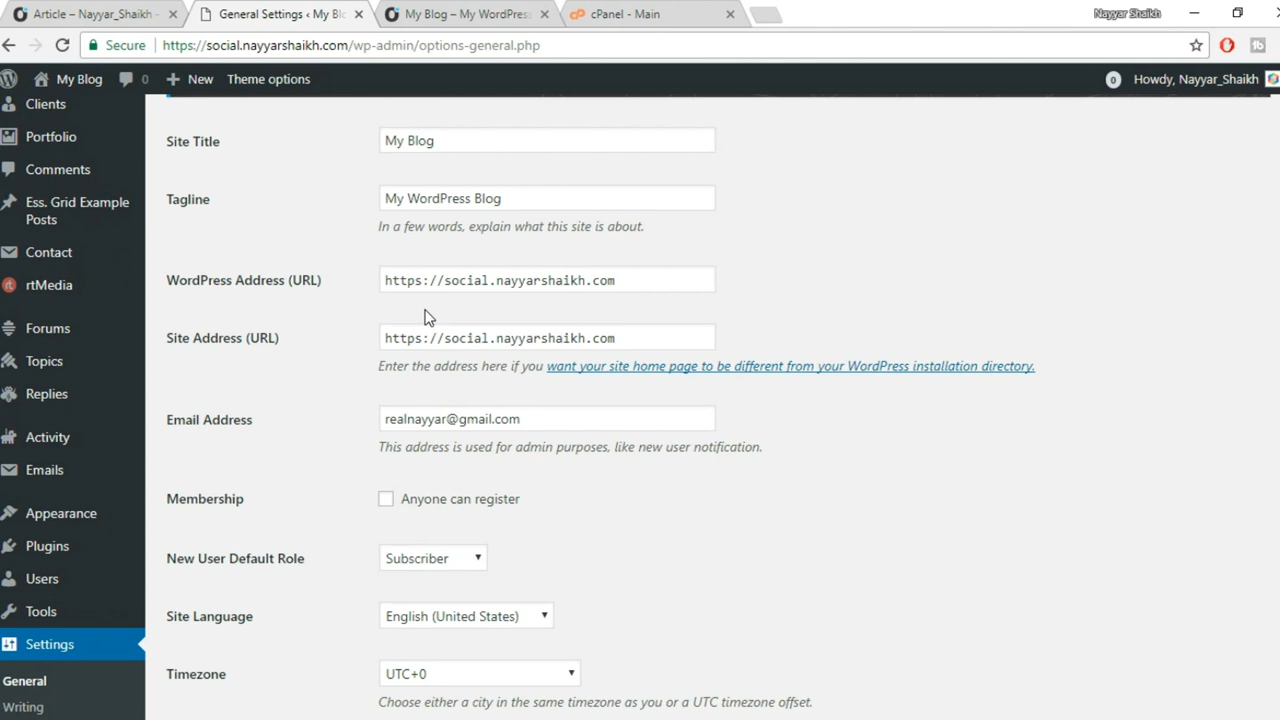 Article – Nayyar_Shaikh -
General Settings ‹ My Blo
My Blog – My WordPress
cPanel - Main
Nayyar Shaikh
Secure
https://social.nayyarshaikh.com/wp-admin/options-general.php
My Blog
0
New
Theme options
0
Howdy, Nayyar_Shaikh
Clients
Portfolio
Comments
Ess. Grid Example
Posts
Contact
rtMedia
Forums
Topics
Replies
Activity
Emails
Appearance
Plugins
Users
Tools
Settings
General
Writing
Site Title
My Blog
Tagline
My WordPress Blog
In a few words, explain what this site is about.
WordPress Address (URL)
https://social.nayyarshaikh.com
Site Address (URL)
https://social.nayyarshaikh.com
Enter the address here if you want your site home page to be different from your WordPress installation directory.
Email Address
realnayyar@gmail.com
This address is used for admin purposes, like new user notification.
Membership
Anyone can register
New User Default Role
Subscriber
Site Language
English (United States)
Timezone
UTC+0
Choose either a city in the same timezone as you or a UTC timezone offset.